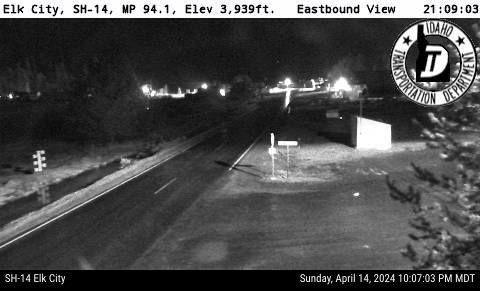 Elk City, SH-14, MP 94.1, Elev 3,939ft. Eastbound View 21:09:03
IDAHO
TRANSPORTATION DEPARTMENT
SH-14 Elk City Sunday, April 14, 2024 10:07:03 PM MDT